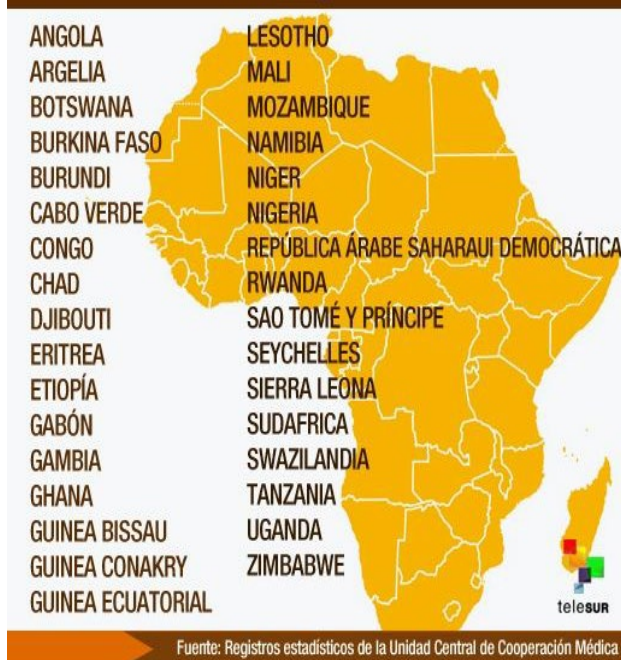 ANGOLA
ARGELIA
BOTSWANA
BURKINA FASO
BURUNDI
CABO VERDE
CONGO
CHAD
DJIBOUTI
ERITREA
ETIOPÍA
GABÓN
GAMBIA
GHANA
GUINEA BISSAU
GUINEA CONAKRY
GUINEA ECUATORIAL
LESOTHO
MALI
MOZAMBIQUE
NAMIBIA
NIGER
NIGERIA
REPÚBLICA ÁRABE SAHARAUI DEMOCRÁTICA
RWANDA
SAO TOMÉ Y PRÍNCIPE
SEYCHELLES
SIERRA LEONA
SUDAFRICA
SWAZILANDIA
TANZANIA
UGANDA
ZIMBABWE
teleSUR
Fuente: Registros estadísticos de la Unidad Central de Cooperación Médica